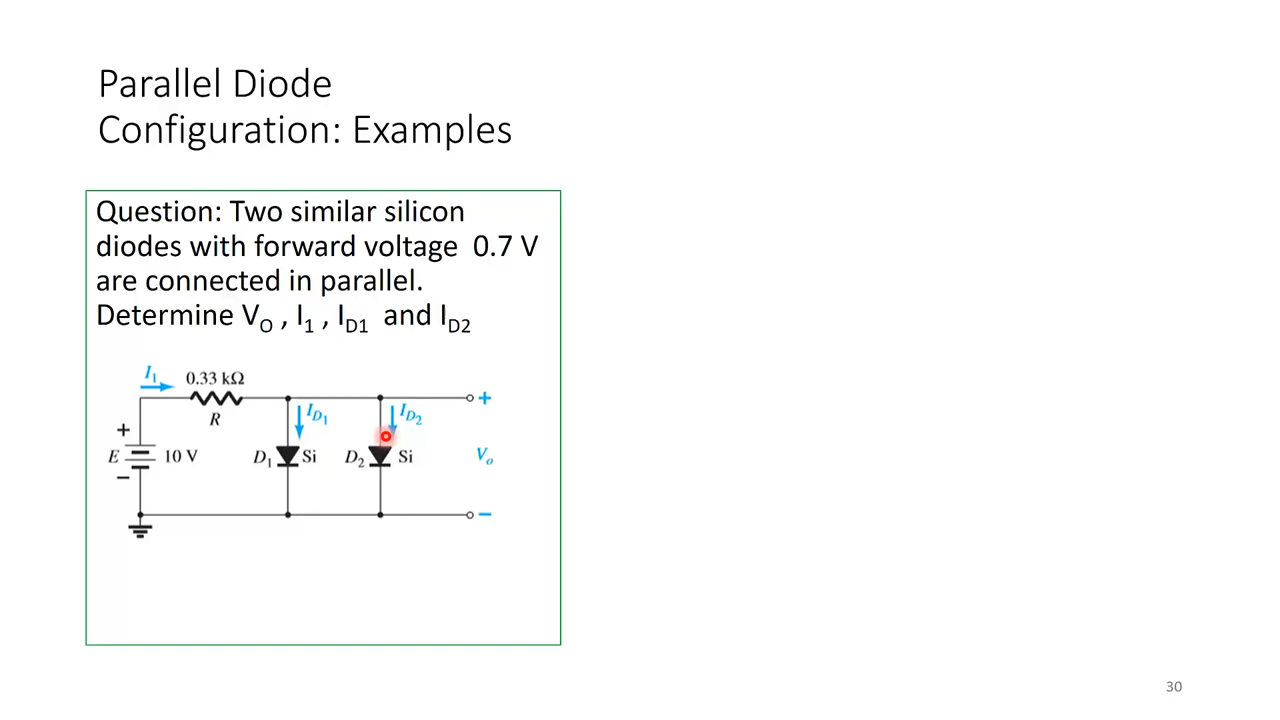 Parallel Diode
Configuration: Examples
Question: Two similar silicon
diodes with forward voltage 0.7 V
are connected in parallel.
Determine VO , I1 , ID1 and ID2
I1
0.33 kΩ
R
ID1
ID2
+
+
E
10 V
D1
Si
D2
Si
Vo
−
−
30